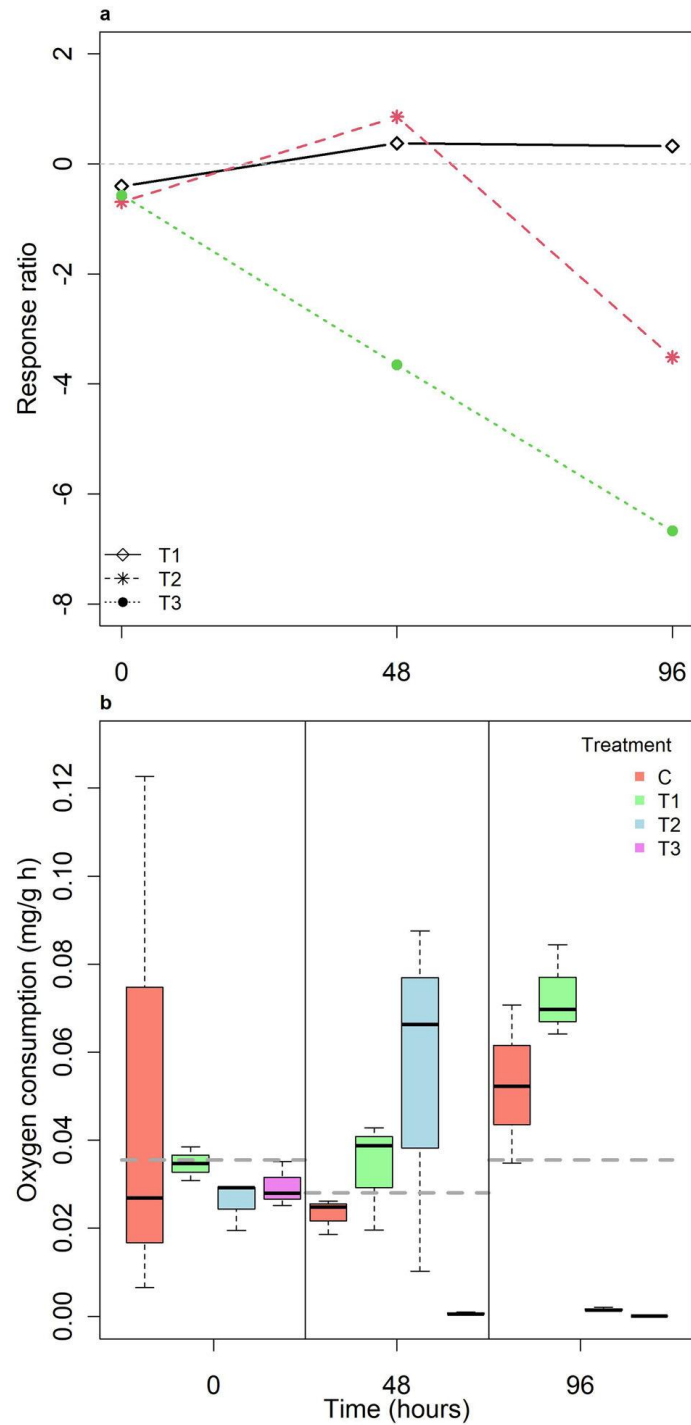 a
2
0
-2
-4
-6
-8
Response ratio
T1
T2
T3
0 48 96
b
0.12
0.10
0.08
0.06
0.04
0.02
0.00
Oxygen consumption (mg/g h)
Treatment
C
T1
T2
T3
0 48 96
Time (hours)